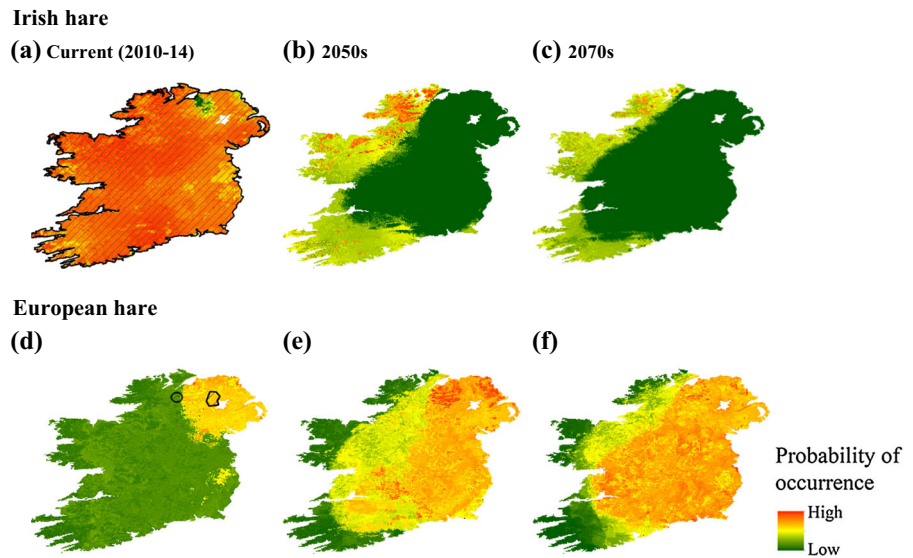 Irish hare
(a) Current (2010-14) (b) 2050s (c) 2070s
European hare
(d) (e) (f)
Probability of
occurrence
High
Low